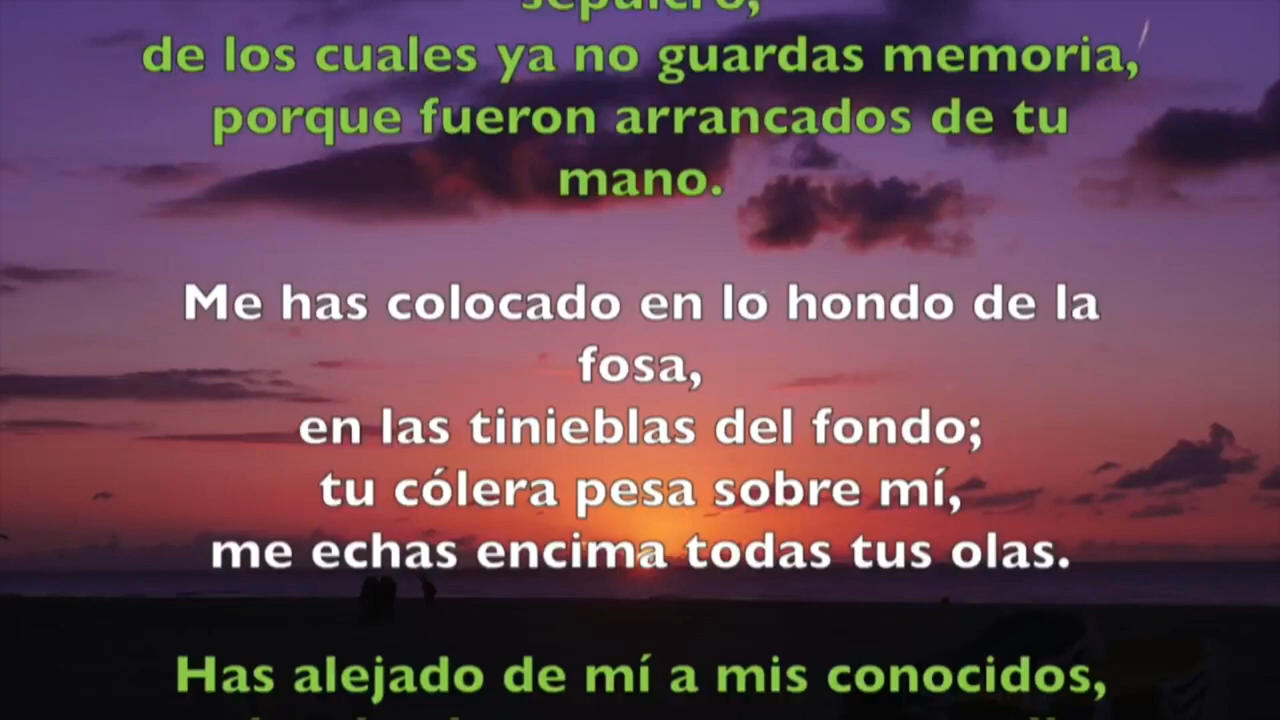 sepulcro,
de los cuales ya no guardas memoria,
porque fueron arrancados de tu
mano.
Me has colocado en lo hondo de la
fosa,
en las tinieblas del fondo;
tu cólera pesa sobre mí,
me echas encima todas tus olas.
Has alejado de mí a mis conocidos,